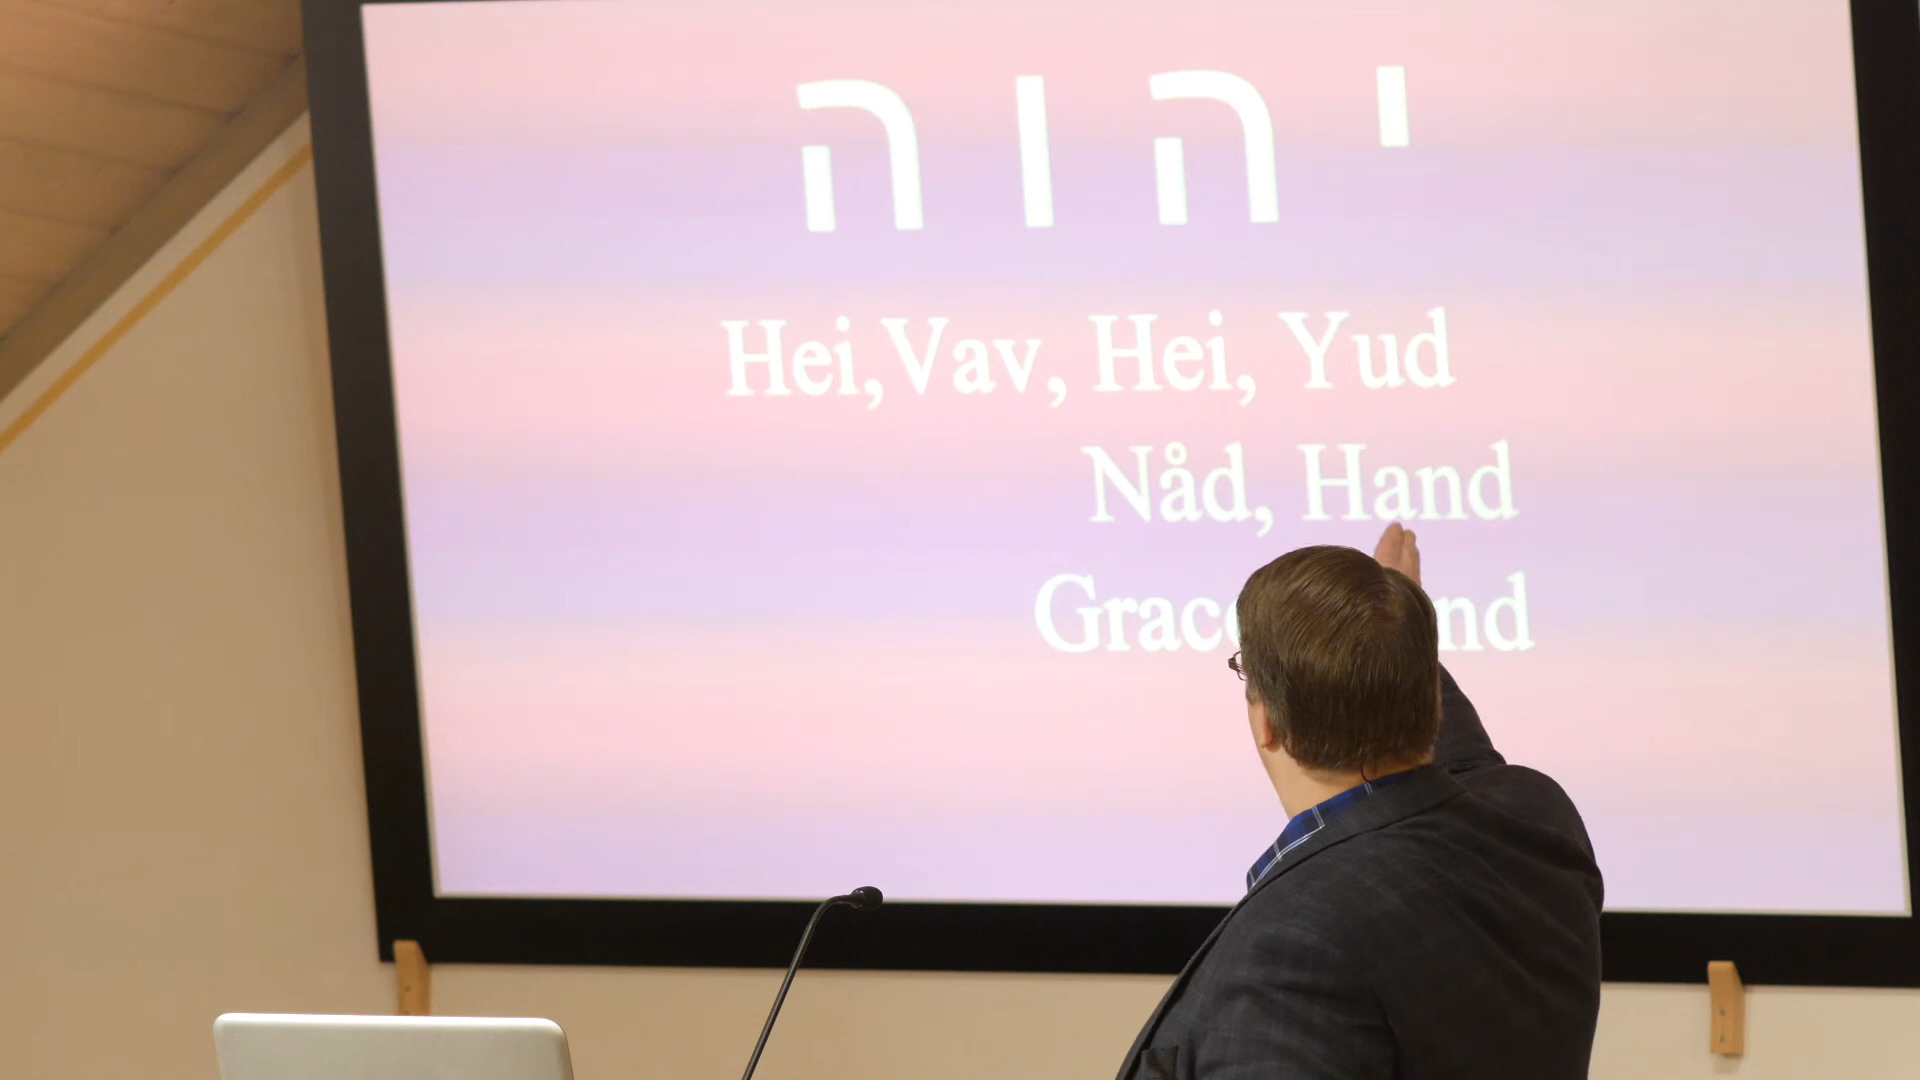 יהוה
Hei,Vav, Hei, Yud
Nåd, Hand